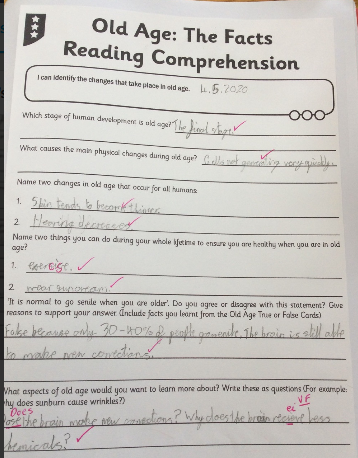 Old Age: The Facts
Reading Comprehension
I can identify the changes that take place in old age. 4.5.2020
Which stage of human development is old age? The final stage
What causes the main physical changes during old age? Cells not generating very quickly.
Name two changes in old age that occur for all humans:
1. Skin tends to become thinner
2. Hearing decreases
Name two things you can do during your whole lifetime to ensure you are healthy when you are in old
age?
1. exercise.
2. wear suncream.
'It is normal to go senile when you are older'. Do you agree or disagree with this statement? Give
reasons to support your answer (include facts you learnt from the Old Age True or False Cards)
False because only 30-40% of people generate. The brain is still able
to make new conections.
What aspects of old age would you want to learn more about? Write these as questions (For example:
hy does sunburn cause wrinkles?)
Does VF
the brain make new conections? Why does the brain recieve less
ei
hemicals?